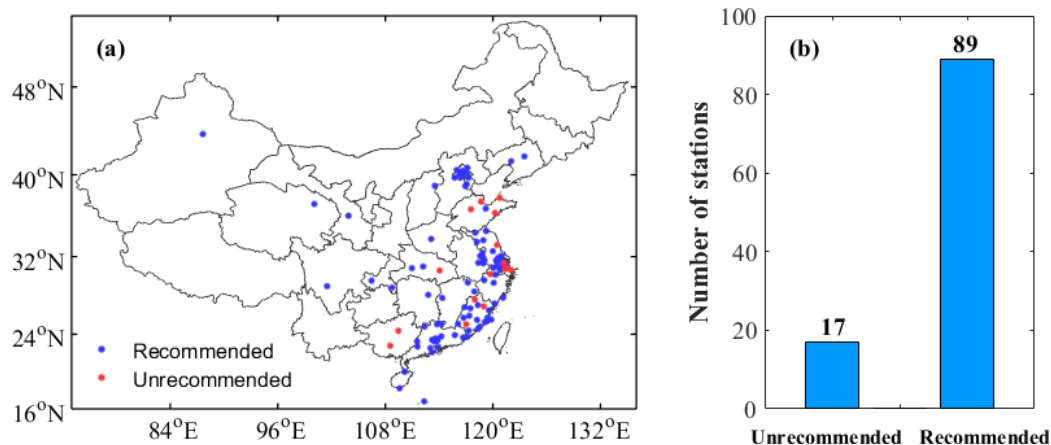 (a)
48°N
40°N
32°N
24°N
16°N
84°E 96°E 108°E 120°E 132°E
Recommended
Unrecommended
(b)
Number of stations
100
80
60
40
20
0
17
89
Unrecommended Recommended